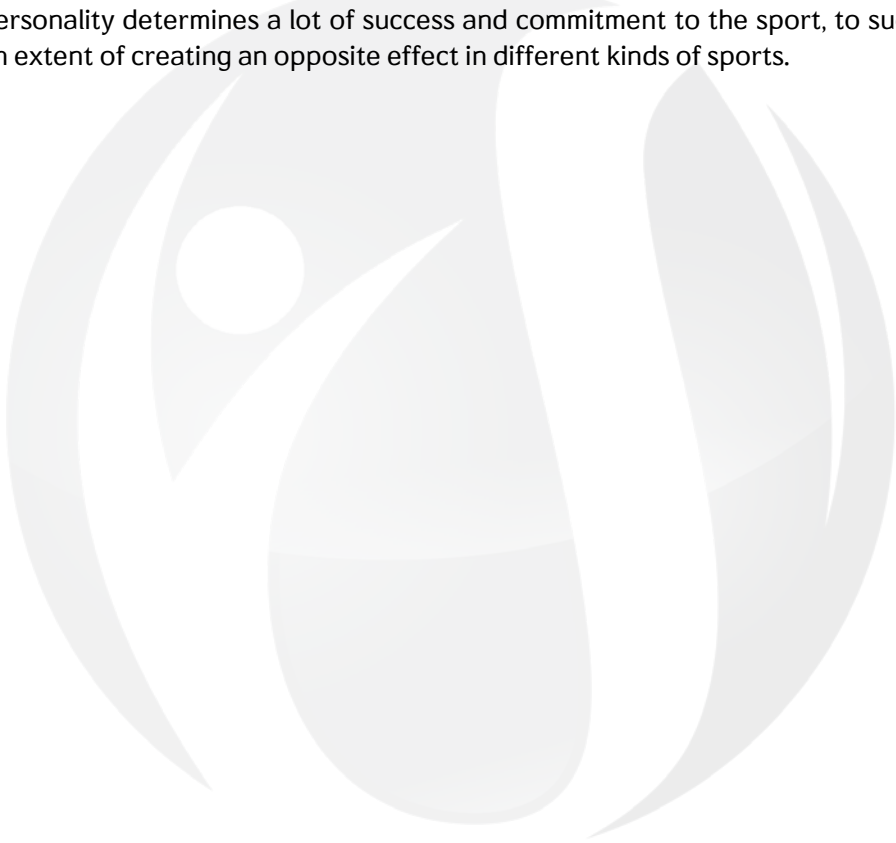 ersonality determines a lot of success and commitment to the sport, to su
n extent of creating an opposite effect in different kinds of sports.